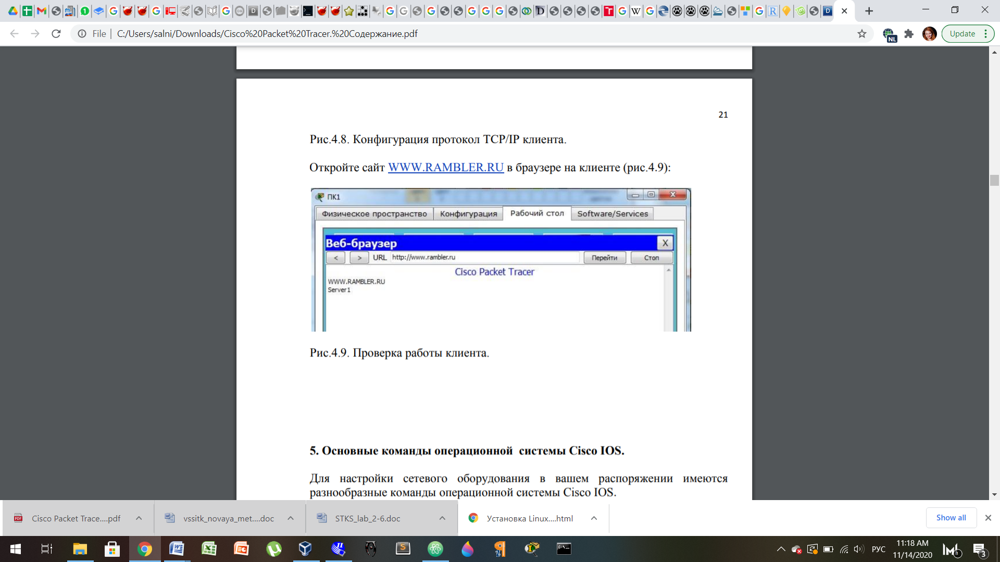 File
C:/Users/salni/Downloads/Cisco%20Packet%20Tracer.%20Содержание.pdf
NL
Update
21
Рис.4.8. Конфигурация протокол TCP/IP клиента.
Откройте сайт WWW.RAMBLER.RU в браузере на клиенте (рис.4.9):
ПК1
Физическое пространство Конфигурация Рабочий стол Software/Services
Веб-браузер X
< > URL http://www.rambler.ru Перейти Стоп
Cisco Packet Tracer
WWW.RAMBLER.RU
Server1
Рис.4.9. Проверка работы клиента.
5. Основные команды операционной системы Cisco IOS.
Для настройки сетевого оборудования в вашем распоряжении имеются
разнообразные команды операционной системы Cisco IOS.
Cisco Packet Trace....pdf
vssitk_novaya_met....doc
STKS_lab_2-6.doc
Установка Linux....html
Show all
РУС
11:18 AM
11/14/2020
3